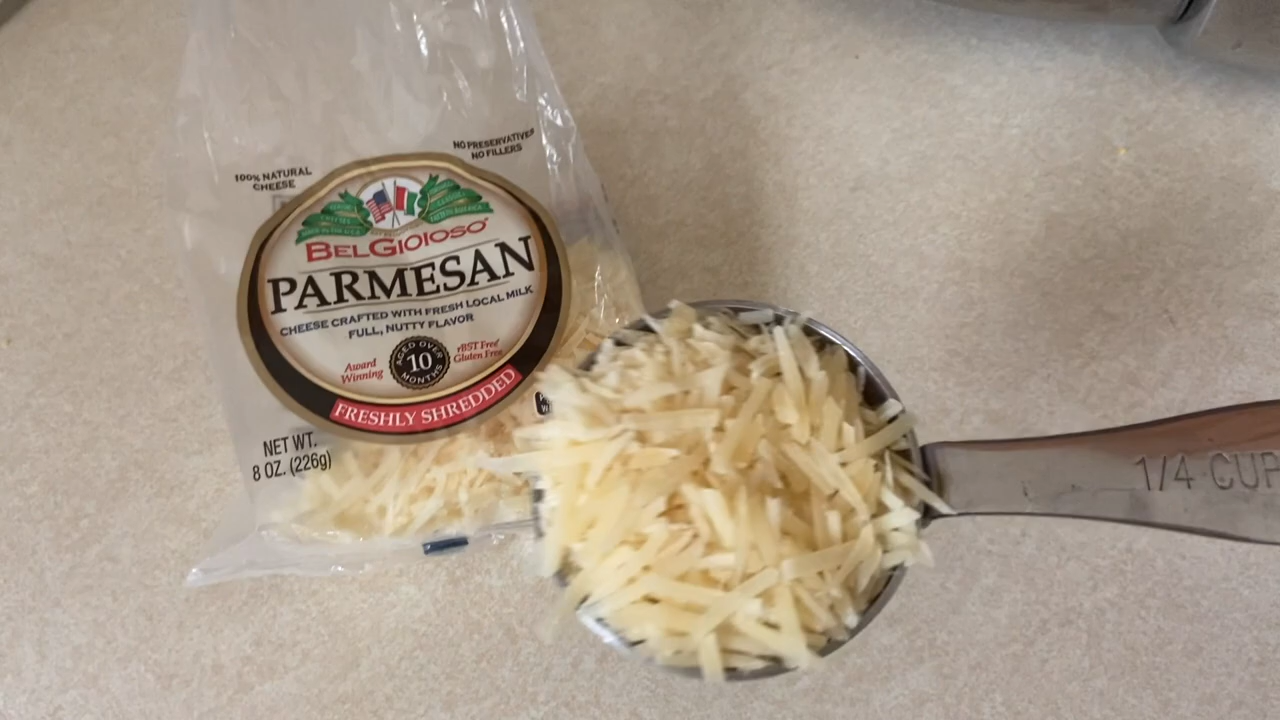 100% NATURAL
CHEESE
NO PRESERVATIVES
NO FILLERS
BELGIOIOSO
PARMESAN
CHEESE CRAFTED WITH FRESH LOCAL MILK
FULL, NUTTY FLAVOR
Award
Winning
AGED OVER
10
MONTHS
rBST Free*
Gluten Free
FRESHLY SHREDDED
NET WT.
8 OZ. (226g)
1/4 CUP